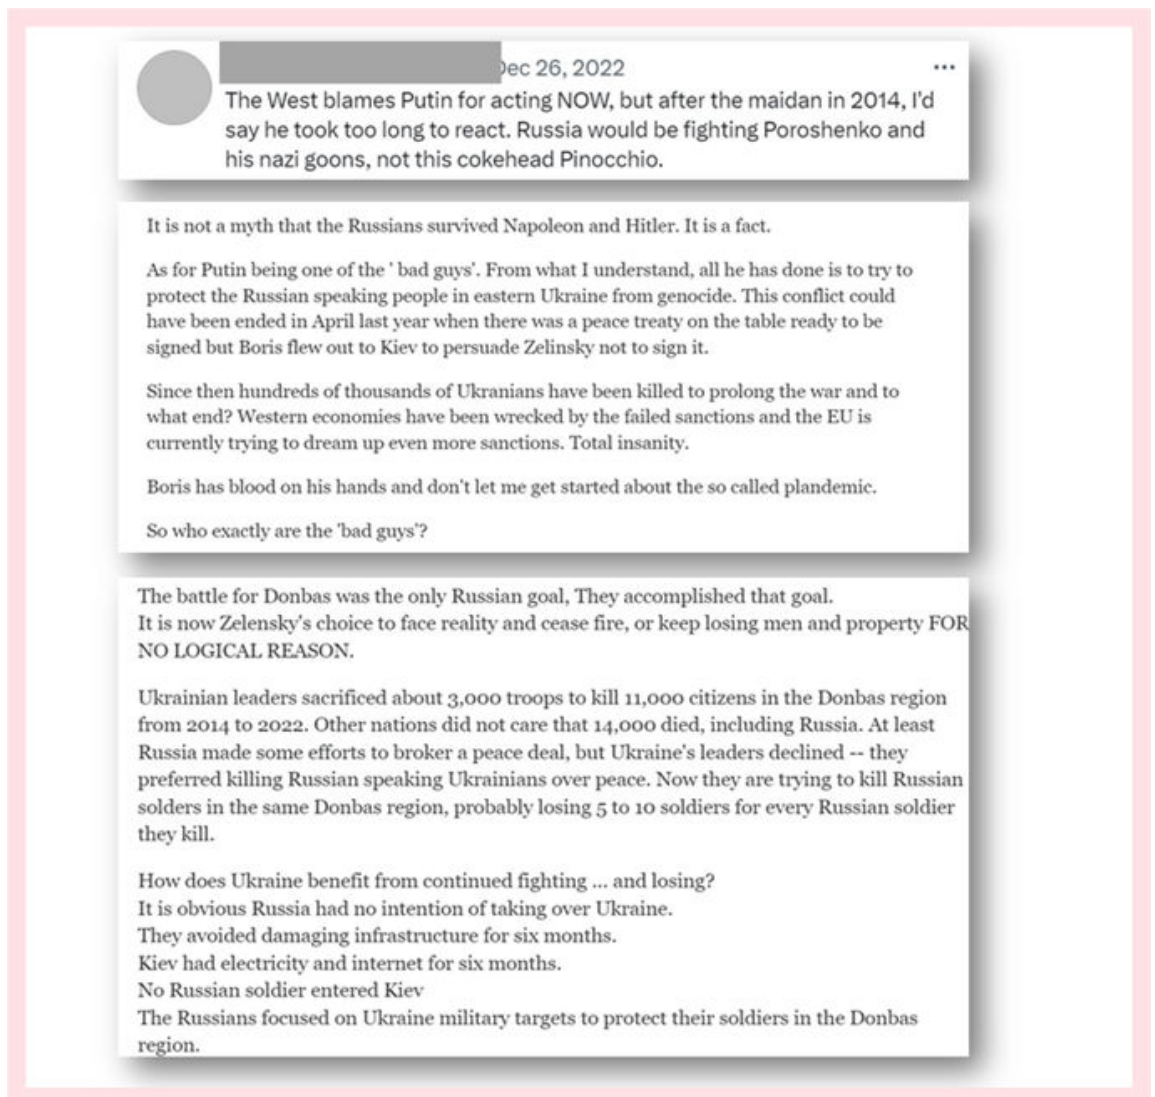 Dec 26, 2022
The West blames Putin for acting NOW, but after the maidan in 2014, I'd
say he took too long to react. Russia would be fighting Poroshenko and
his nazi goons, not this cokehead Pinocchio.
It is not a myth that the Russians survived Napoleon and Hitler. It is a fact.
As for Putin being one of the ' bad guys'. From what I understand, all he has done is to try to
protect the Russian speaking people in eastern Ukraine from genocide. This conflict could
have been ended in April last year when there was a peace treaty on the table ready to be
signed but Boris flew out to Kiev to persuade Zelinsky not to sign it.
Since then hundreds of thousands of Ukranians have been killed to prolong the war and to
what end? Western economies have been wrecked by the failed sanctions and the EU is
currently trying to dream up even more sanctions. Total insanity.
Boris has blood on his hands and don't let me get started about the so called plandemic.
So who exactly are the 'bad guys'?
The battle for Donbas was the only Russian goal, They accomplished that goal.
It is now Zelensky's choice to face reality and cease fire, or keep losing men and property FOR
NO LOGICAL REASON.
Ukrainian leaders sacrificed about 3,000 troops to kill 11,000 citizens in the Donbas region
from 2014 to 2022. Other nations did not care that 14,000 died, including Russia. At least
Russia made some efforts to broker a peace deal, but Ukraine's leaders declined -- they
preferred killing Russian speaking Ukrainians over peace. Now they are trying to kill Russian
solders in the same Donbas region, probably losing 5 to 10 soldiers for every Russian soldier
they kill.
How does Ukraine benefit from continued fighting ... and losing?
It is obvious Russia had no intention of taking over Ukraine.
They avoided damaging infrastructure for six months.
Kiev had electricity and internet for six months.
No Russian soldier entered Kiev
The Russians focused on Ukraine military targets to protect their soldiers in the Donbas
region.